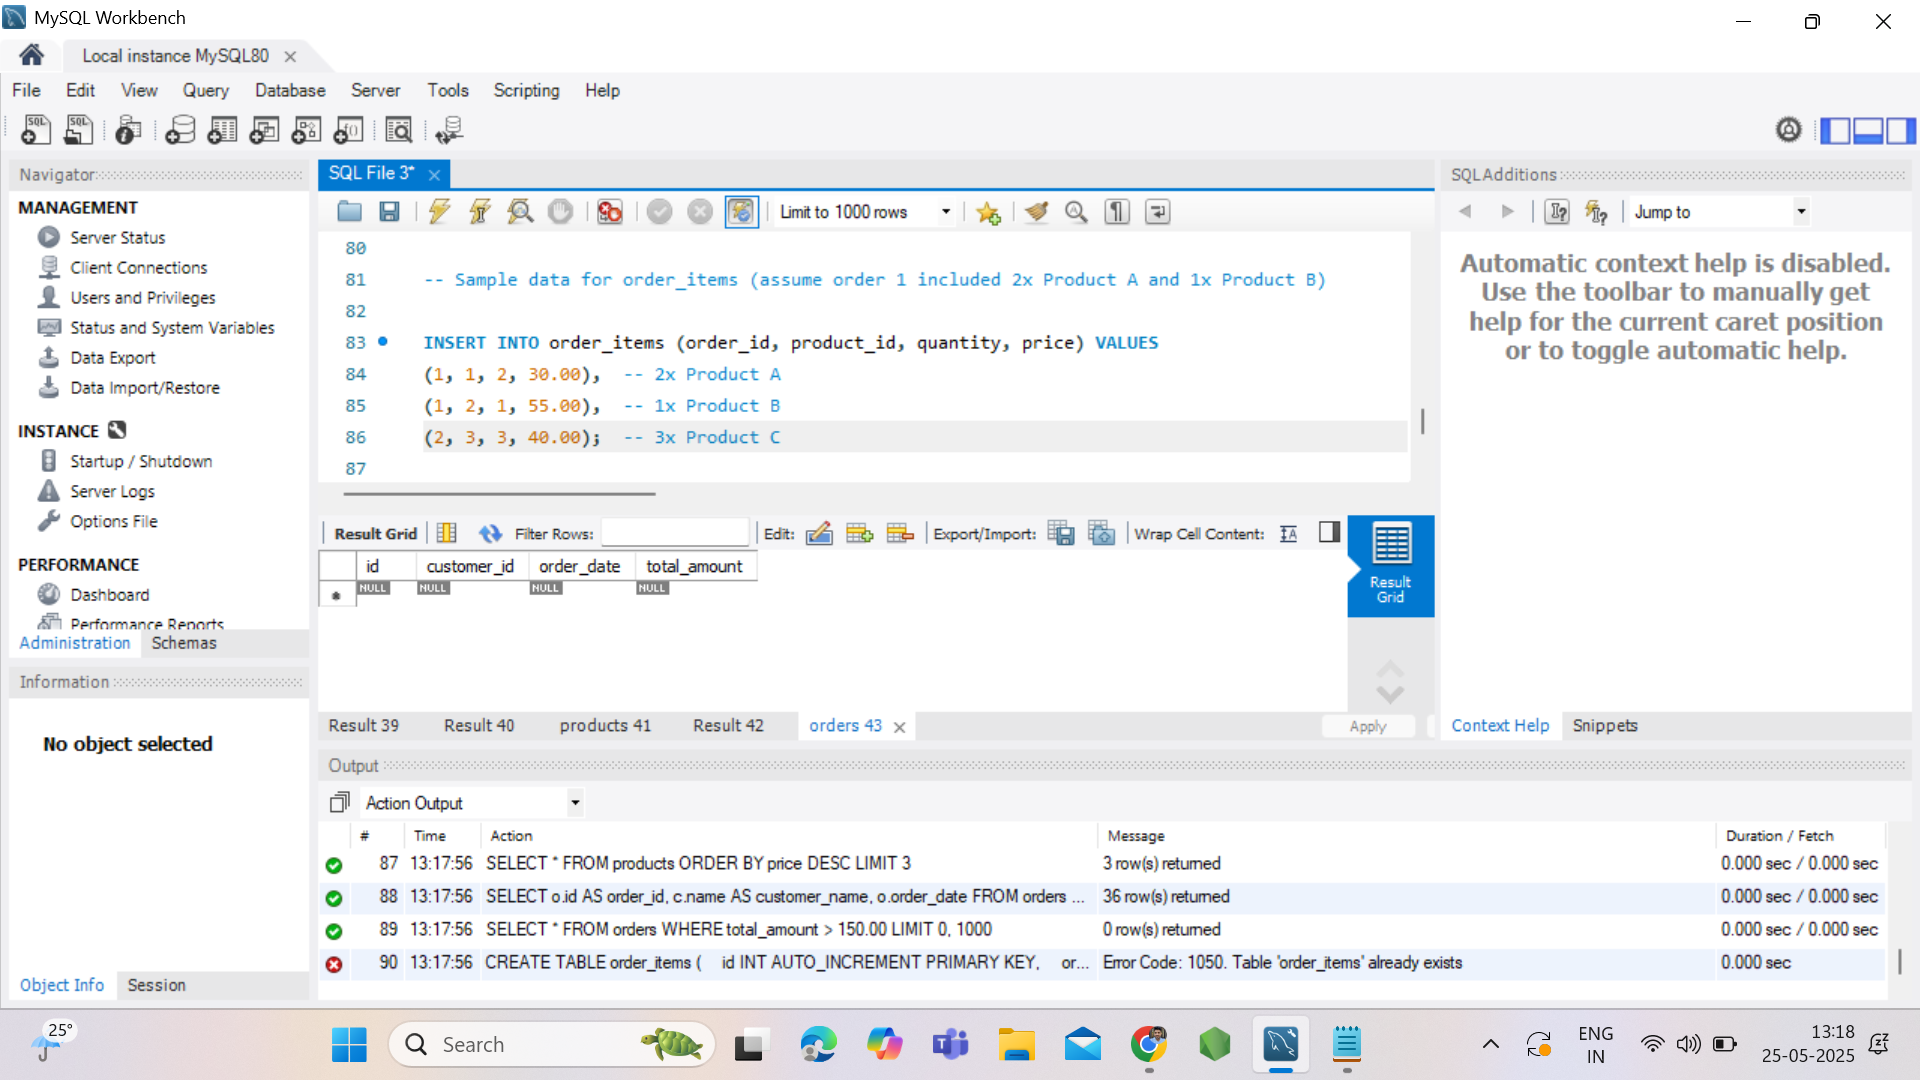 MySQL Workbench
Local instance MySQL80
File Edit View Query Database Server Tools Scripting Help
Navigator
MANAGEMENT
Server Status
Client Connections
Users and Privileges
Status and System Variables
Data Export
Data Import/Restore
INSTANCE
Startup / Shutdown
Server Logs
Options File
PERFORMANCE
Dashboard
Performance Reports
Administration Schemas
Information
No object selected
Object Info Session
SQL File 3*
Limit to 1000 rows
80
81 -- Sample data for order_items (assume order 1 included 2x Product A and 1x Product B)
82
83 INSERT INTO order_items (order_id, product_id, quantity, price) VALUES
84 (1, 1, 2, 30.00), -- 2x Product A
85 (1, 2, 1, 55.00), -- 1x Product B
86 (2, 3, 3, 40.00); -- 3x Product C
87
Result Grid Filter Rows: Edit: Export/Import: Wrap Cell Content:
id customer_id order_date total_amount
NULL NULL NULL NULL
Result Grid
Result 39 Result 40 products 41 Result 42 orders 43
Apply
SQLAdditions
Jump to
Automatic context help is disabled.
Use the toolbar to manually get
help for the current caret position
or to toggle automatic help.
Context Help Snippets
Output
Action Output
# Time Action Message Duration / Fetch
87 13:17:56 SELECT * FROM products ORDER BY price DESC LIMIT 3 3 row(s) returned 0.000 sec / 0.000 sec
88 13:17:56 SELECT o.id AS order_id, c.name AS customer_name, o.order_date FROM orders ... 36 row(s) returned 0.000 sec / 0.000 sec
89 13:17:56 SELECT * FROM orders WHERE total_amount > 150.00 LIMIT 0, 1000 0 row(s) returned 0.000 sec / 0.000 sec
90 13:17:56 CREATE TABLE order_items ( id INT AUTO_INCREMENT PRIMARY KEY, or... Error Code: 1050. Table 'order_items' already exists 0.000 sec
25°
Search
ENG
IN
13:18
25-05-2025